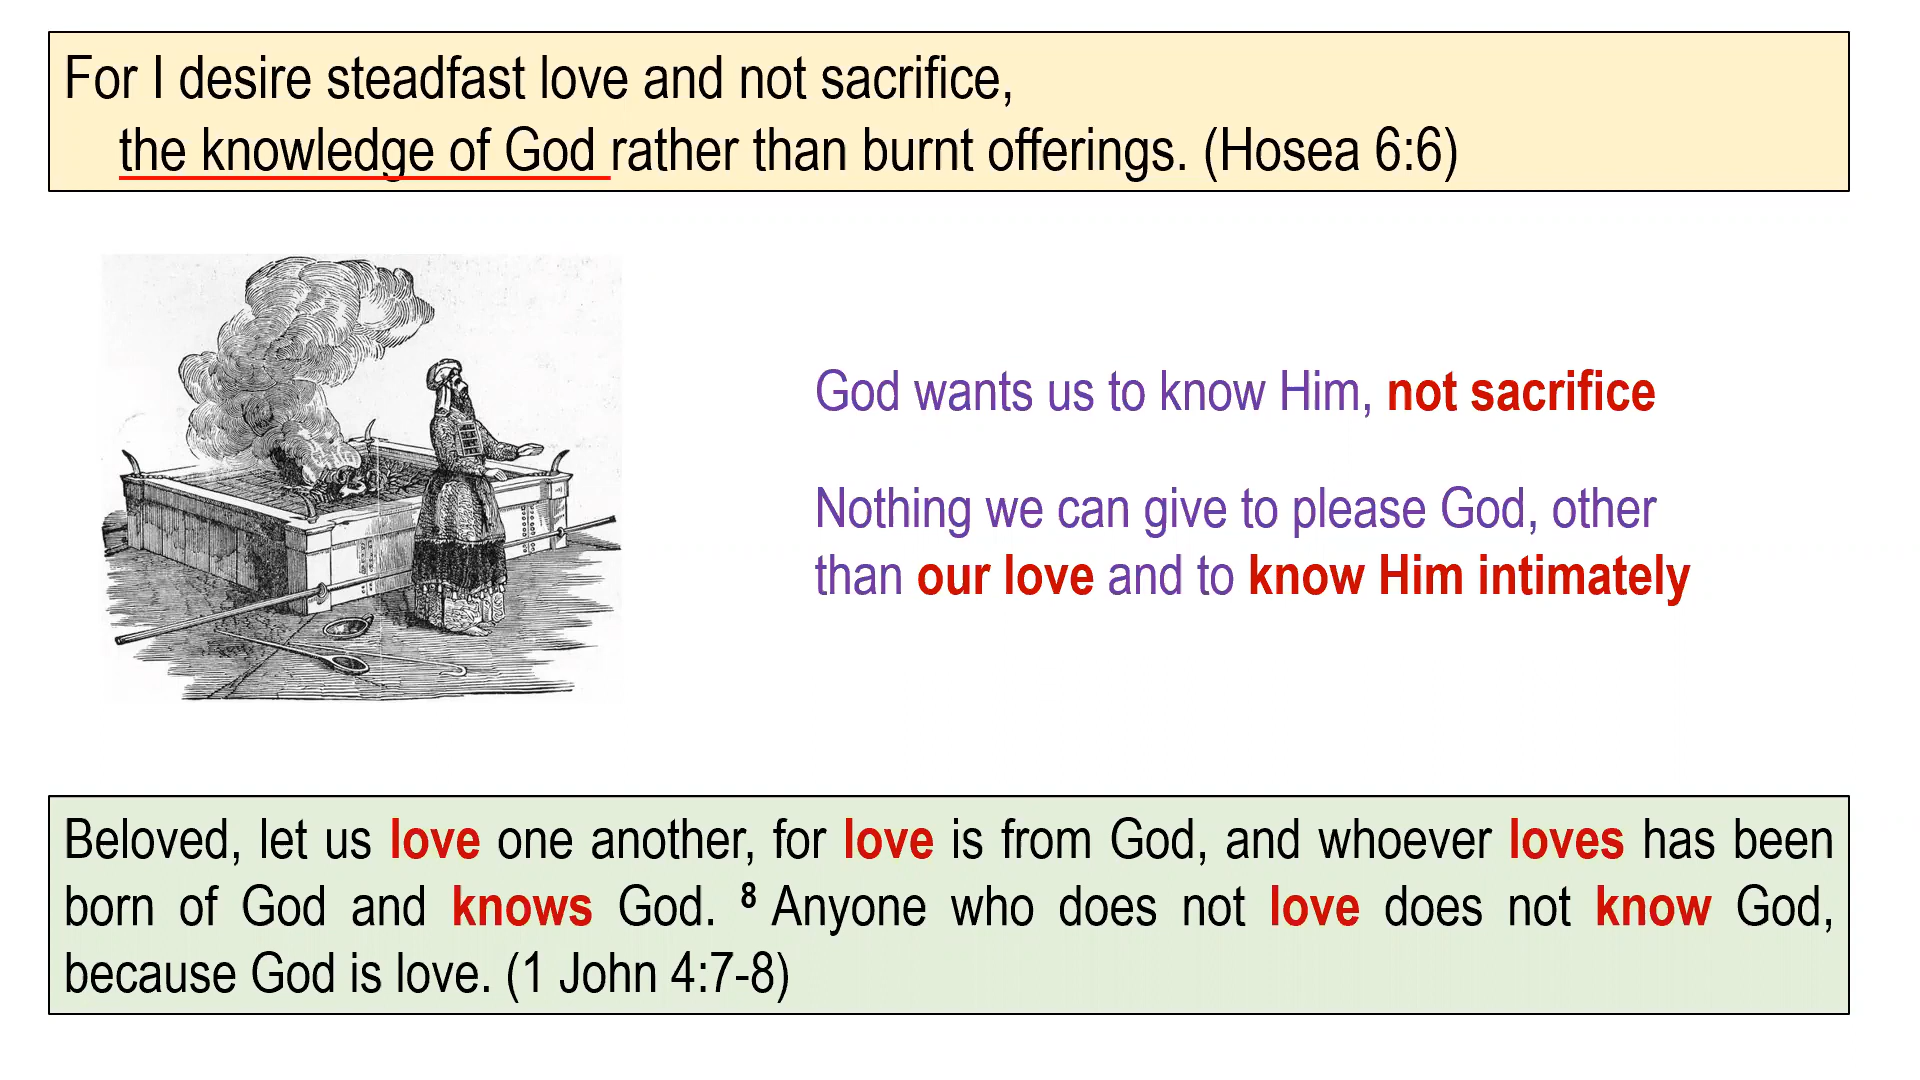 For I desire steadfast love and not sacrifice,
the knowledge of God rather than burnt offerings. (Hosea 6:6)
God wants us to know Him, not sacrifice
Nothing we can give to please God, other
than our love and to know Him intimately
Beloved, let us love one another, for love is from God, and whoever loves has been
born of God and knows God. 8 Anyone who does not love does not know God,
because God is love. (1 John 4:7-8)